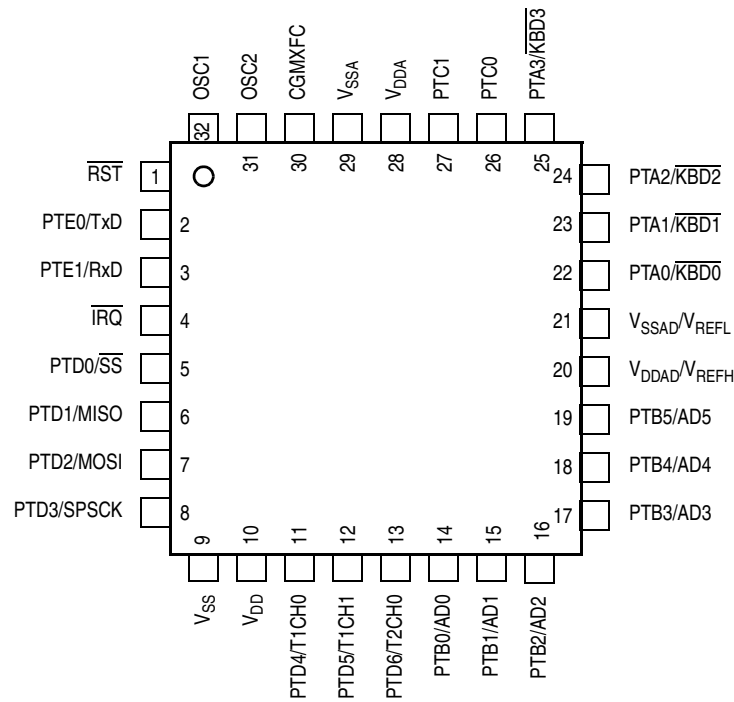 OSC1
OSC2
CGMXFC
VSSA
VDDA
PTC1
PTC0
PTA3/KBD3
32
31
30
29
28
27
26
25
RST
1
24
PTA2/KBD2
PTE0/TxD
2
23
PTA1/KBD1
PTE1/RxD
3
22
PTA0/KBD0
IRQ
4
21
VSSAD/VREFL
PTD0/SS
5
20
VDDAD/VREFH
PTD1/MISO
6
19
PTB5/AD5
PTD2/MOSI
7
18
PTB4/AD4
PTD3/SPSCK
8
17
PTB3/AD3
9
10
11
12
13
14
15
16
VSS
VDD
PTD4/T1CH0
PTD5/T1CH1
PTD6/T2CH0
PTB0/AD0
PTB1/AD1
PTB2/AD2